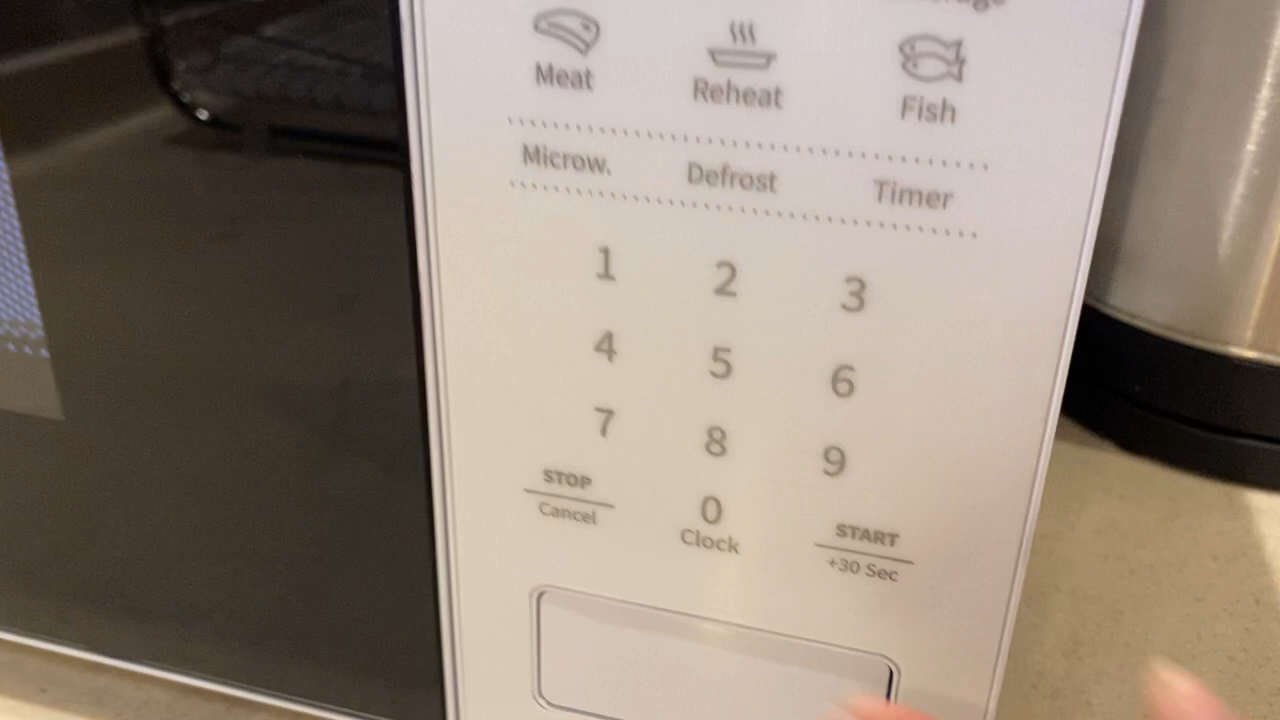 Meat Reheat Fish
Microw. Defrost Timer
1 2 3
4 5 6
7 8 9
STOP 0 START
Cancel Clock +30 Sec